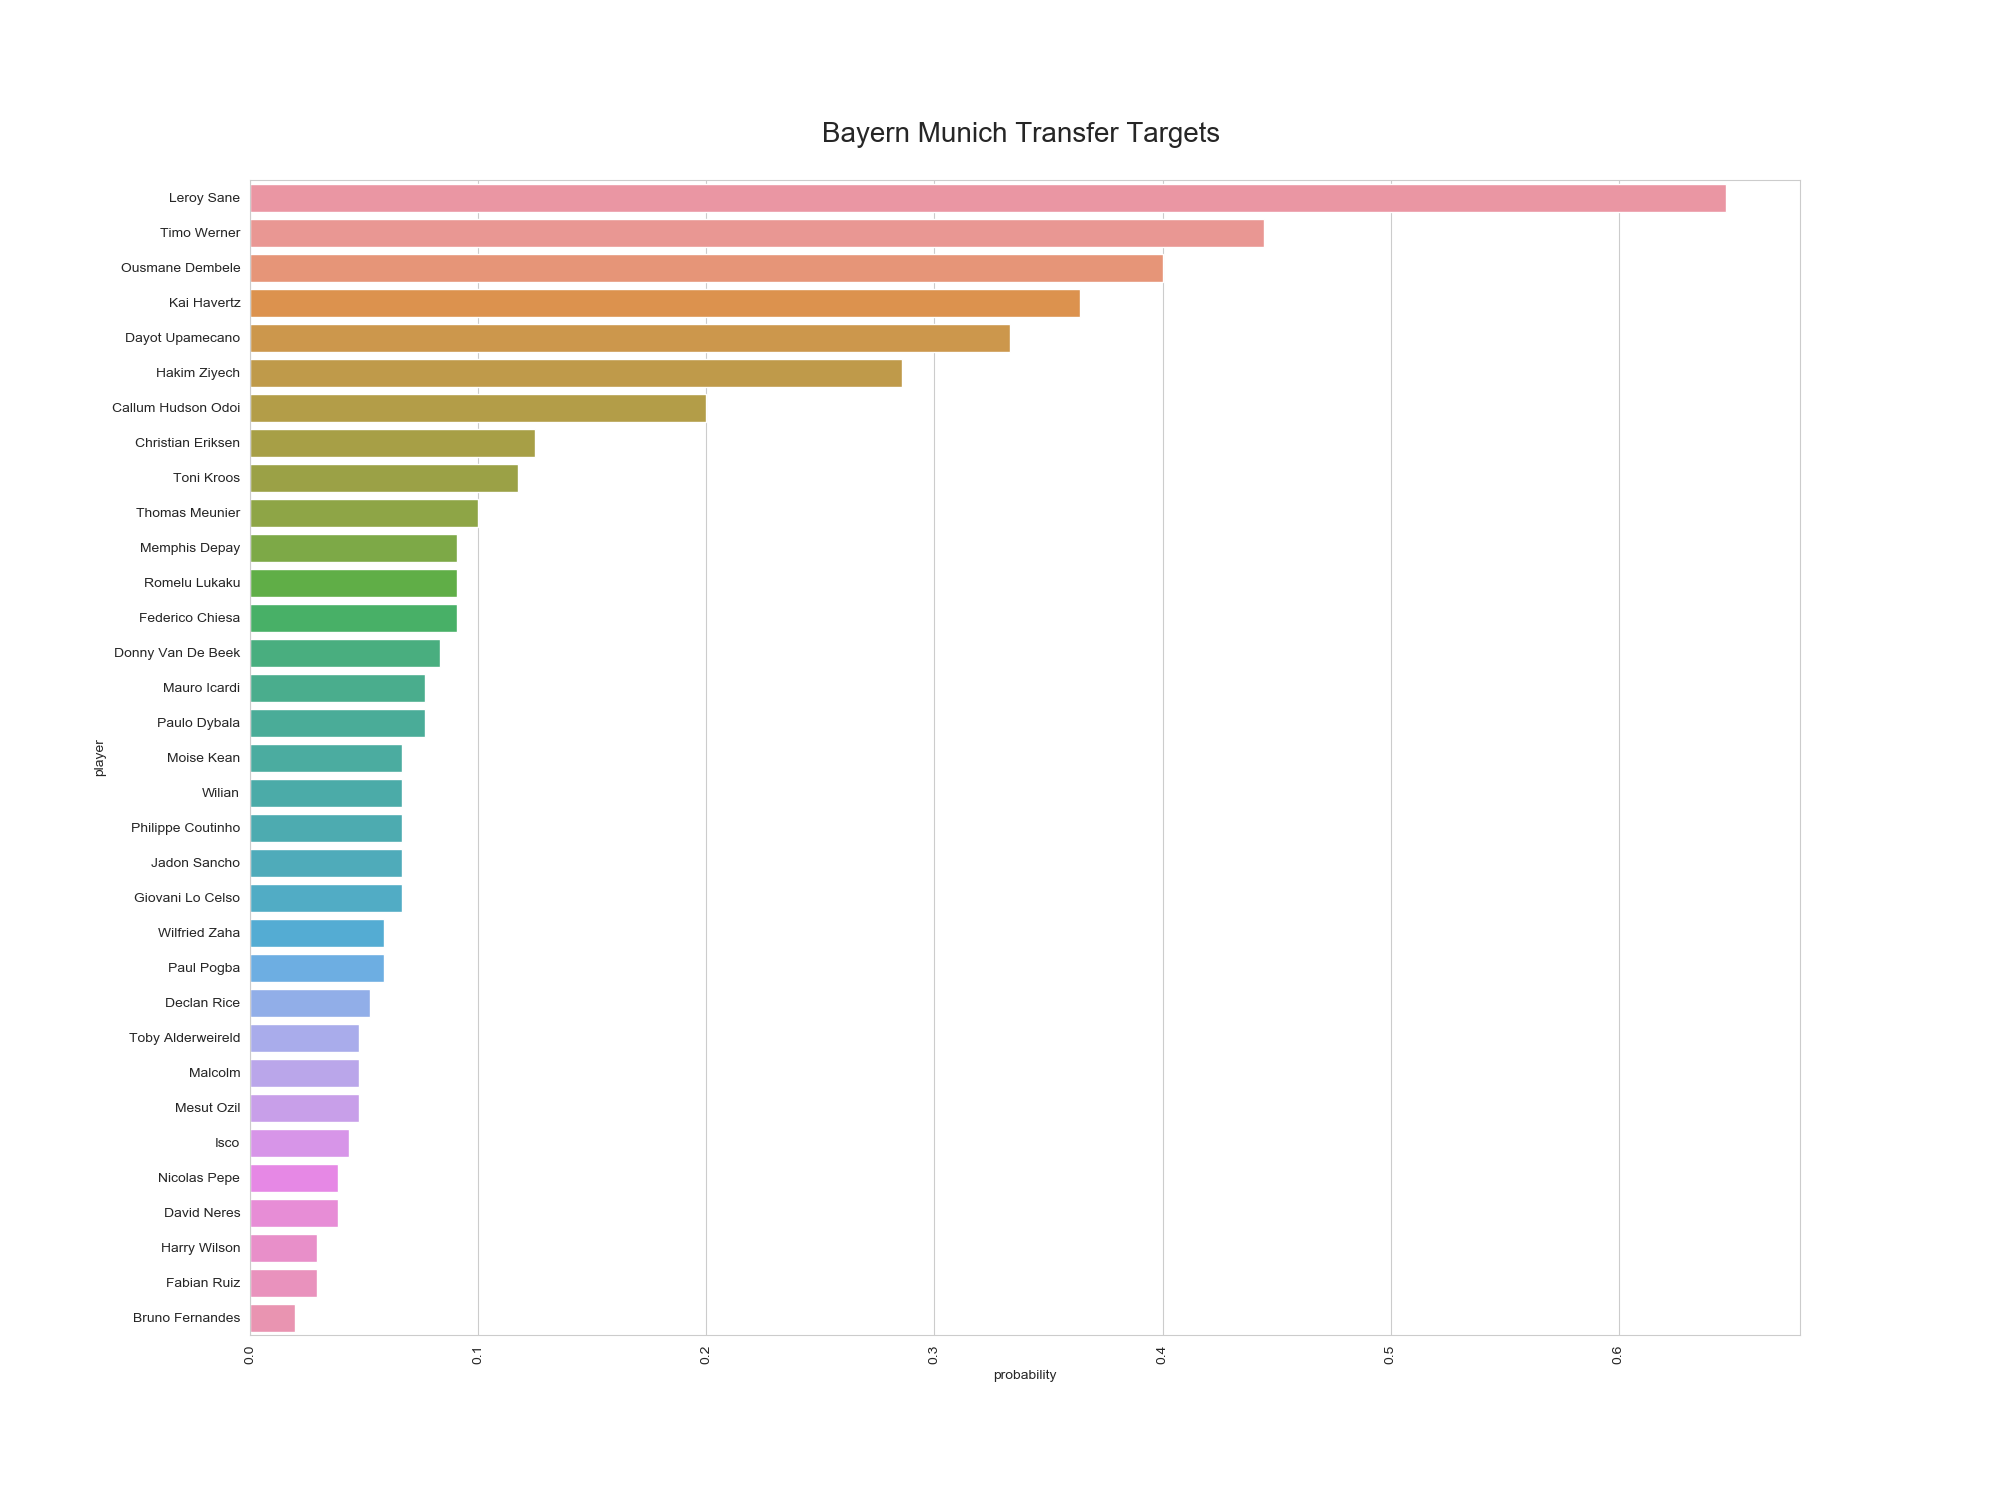 Bayern Munich Transfer Targets
Leroy Sane
Timo Werner
Ousmane Dembele
Kai Havertz
Dayot Upamecano
Hakim Ziyech
Callum Hudson Odoi
Christian Eriksen
Toni Kroos
Thomas Meunier
Memphis Depay
Romelu Lukaku
Federico Chiesa
Donny Van De Beek
Mauro Icardi
Paulo Dybala
Moise Kean
Wilian
Philippe Coutinho
Jadon Sancho
Giovani Lo Celso
Wilfried Zaha
Paul Pogba
Declan Rice
Toby Alderweireld
Malcolm
Mesut Ozil
Isco
Nicolas Pepe
David Neres
Harry Wilson
Fabian Ruiz
Bruno Fernandes
player
0.0 0.1 0.2 0.3 0.4 0.5 0.6
probability